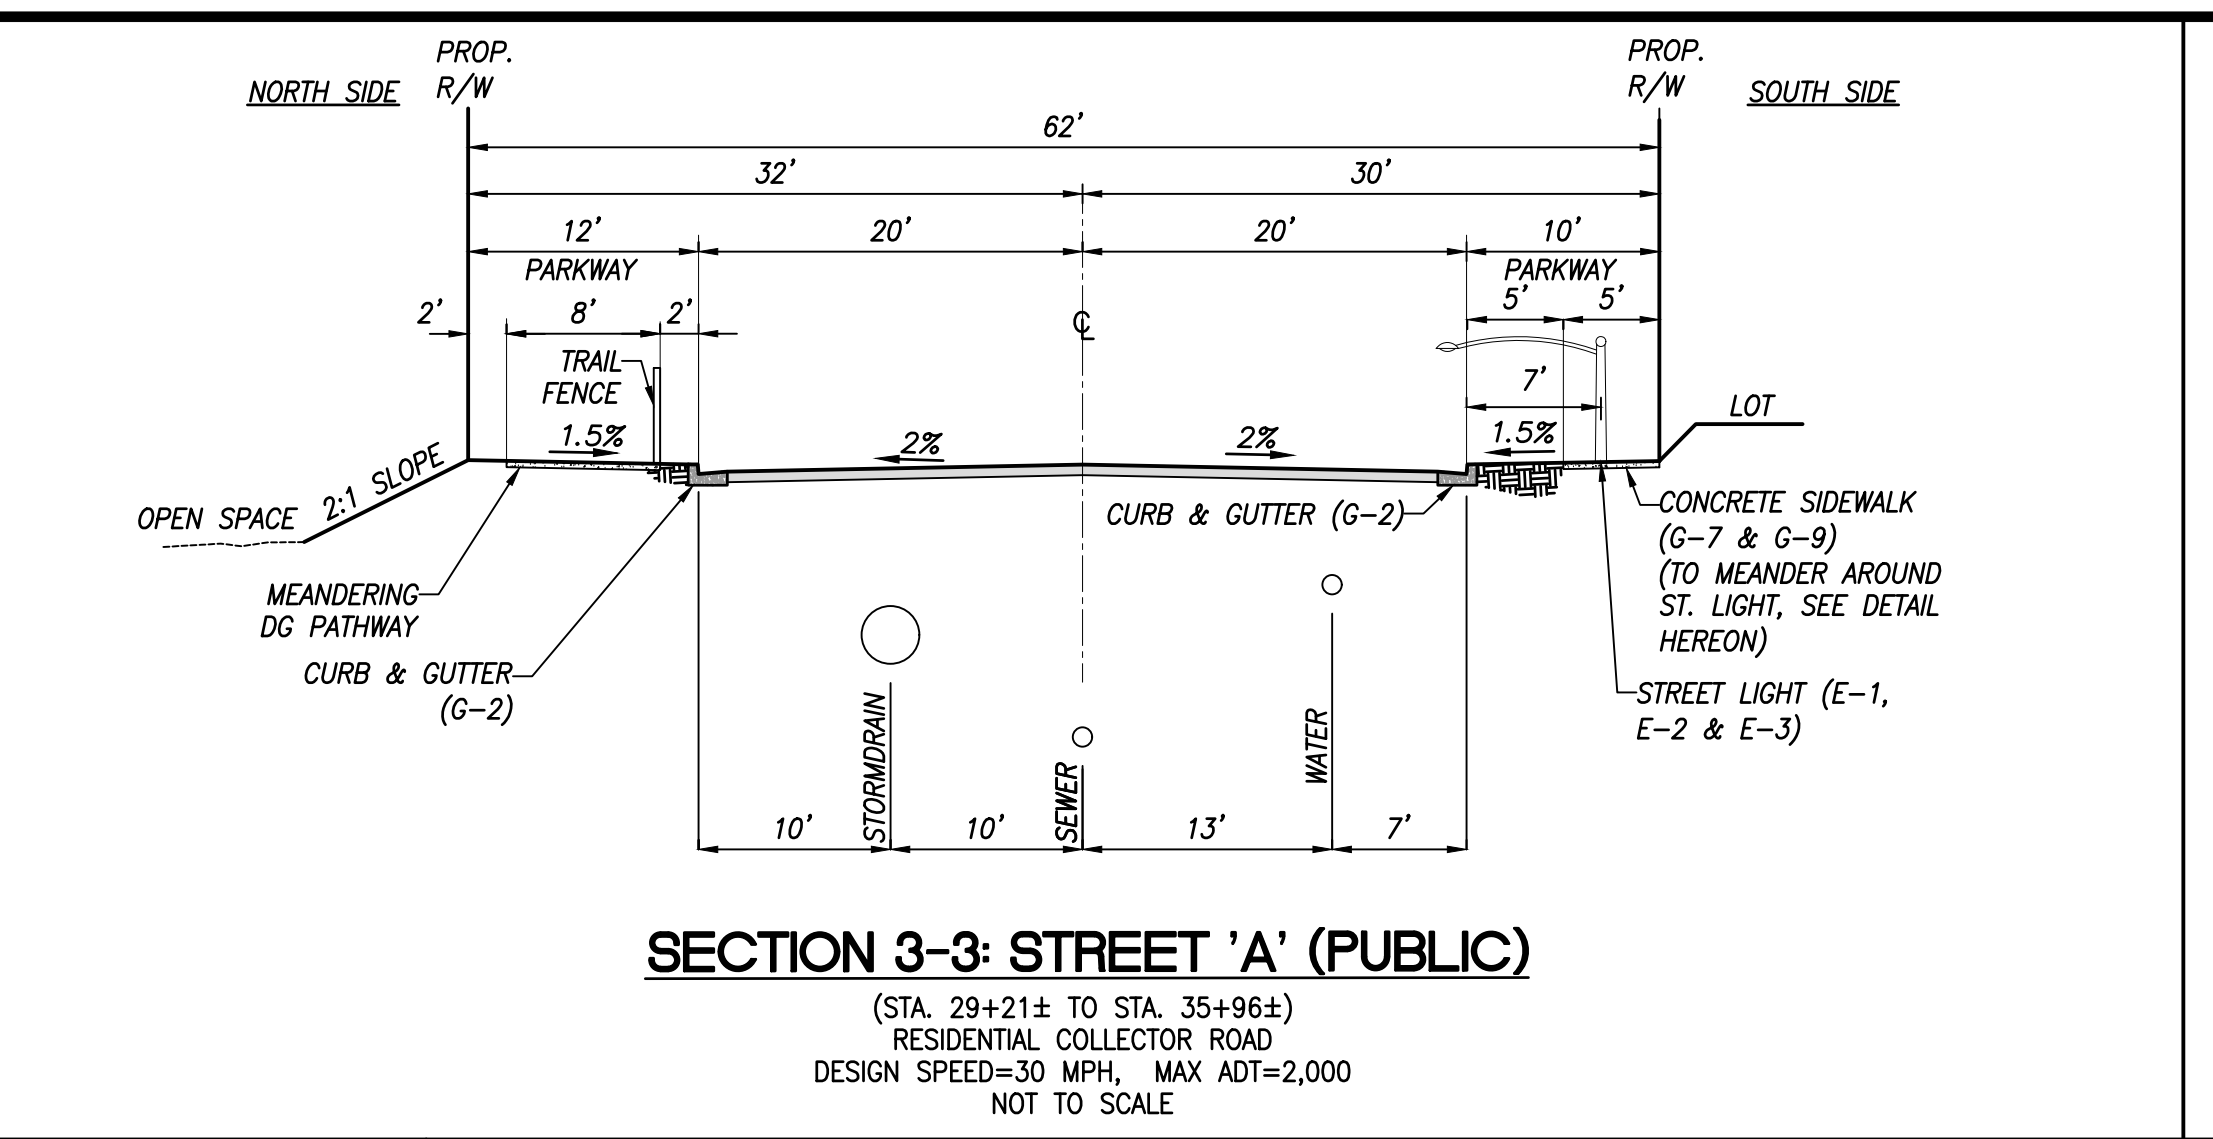 PROP.
R/W
NORTH SIDE
PROP.
R/W
SOUTH SIDE
62'
32'
30'
12'
20'
20'
10'
PARKWAY
PARKWAY
2'
8'
2'
5'
5'
℄
TRAIL
FENCE
7'
LOT
1.5%
2%
2%
1.5%
2:1 SLOPE
OPEN SPACE
CURB & GUTTER (G-2)
CONCRETE SIDEWALK
(G-7 & G-9)
(TO MEANDER AROUND
ST. LIGHT, SEE DETAIL
HEREON)
MEANDERING
DG PATHWAY
CURB & GUTTER
(G-2)
STREET LIGHT (E-1,
E-2 & E-3)
STORMDRAIN
SEWER
WATER
10'
10'
13'
7'
SECTION 3-3: STREET 'A' (PUBLIC)
(STA. 29+21± TO STA. 35+96±)
RESIDENTIAL COLLECTOR ROAD
DESIGN SPEED=30 MPH, MAX ADT=2,000
NOT TO SCALE